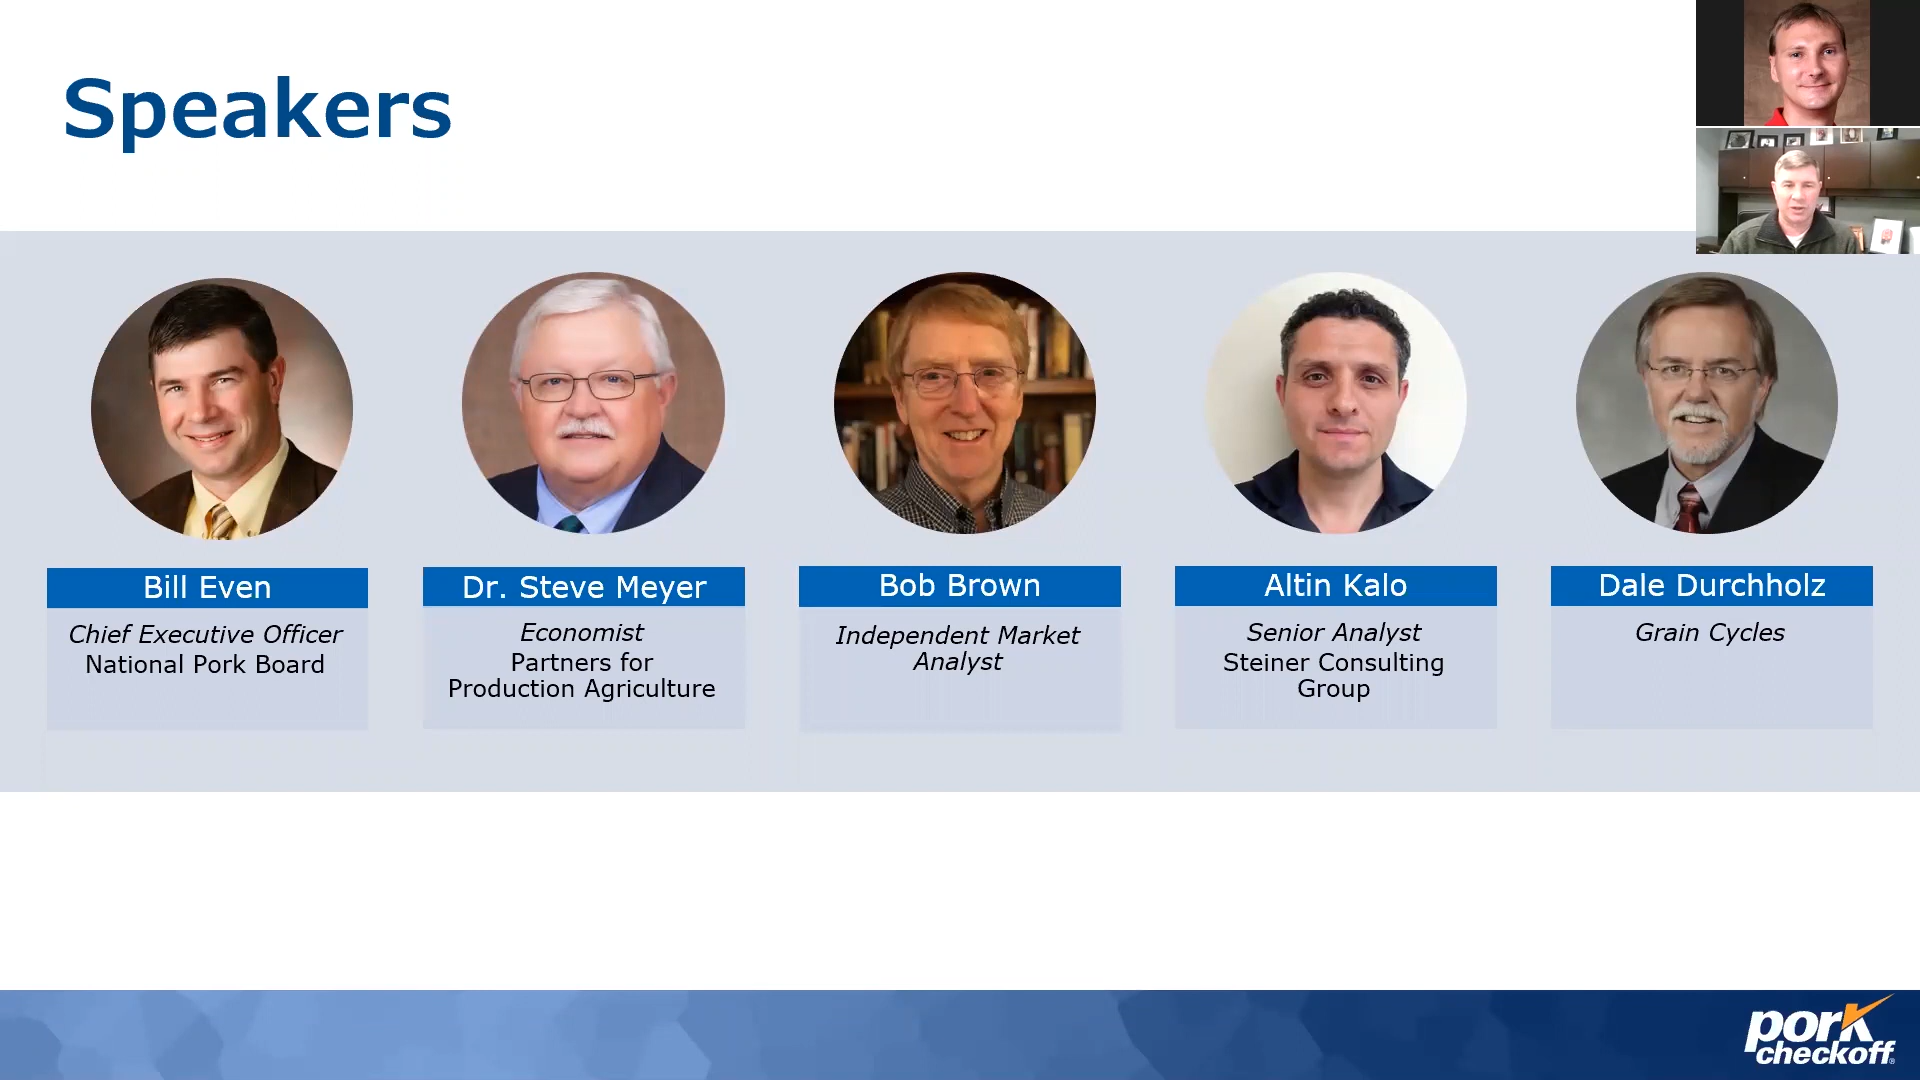 Speakers
Bill Even
Chief Executive Officer
National Pork Board
Dr. Steve Meyer
Economist
Partners for
Production Agriculture
Bob Brown
Independent Market
Analyst
Altin Kalo
Senior Analyst
Steiner Consulting
Group
Dale Durchholz
Grain Cycles
pork
checkoff®